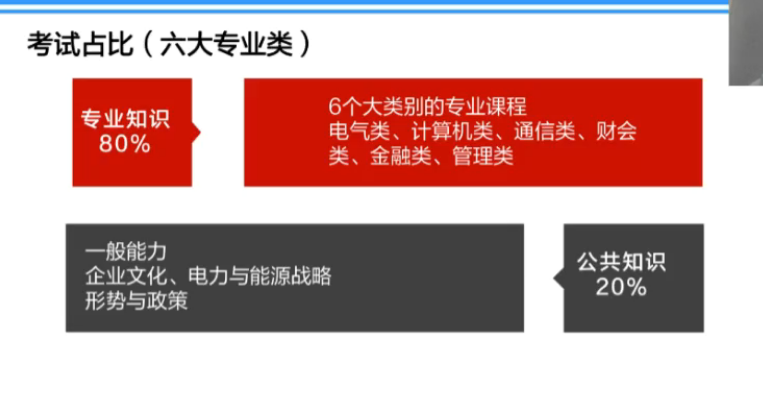 考试占比（六大专业类）
专业知识
80%
6个大类别的专业课程
电气类、计算机类、通信类、财会
类、金融类、管理类
一般能力
企业文化、电力与能源战略
形势与政策
公共知识
20%